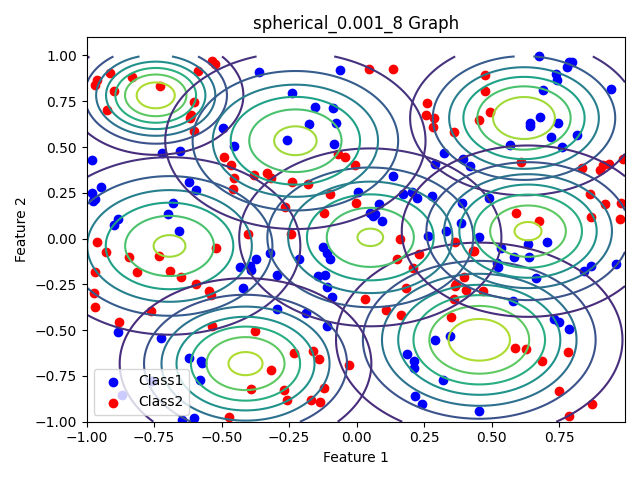 spherical_0.001_8 Graph
1.00
0.75
0.50
0.25
0.00
−0.25
−0.50
−0.75
−1.00
Feature 2
Class1
Class2
−1.00 −0.75 −0.50 −0.25 0.00 0.25 0.50 0.75
Feature 1